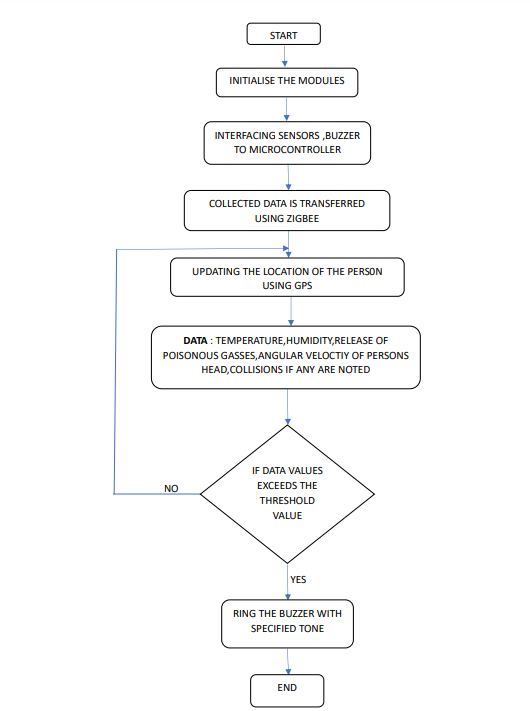 START
INITIALISE THE MODULES
INTERFACING SENSORS ,BUZZER
TO MICROCONTROLLER
COLLECTED DATA IS TRANSFERRED
USING ZIGBEE
UPDATING THE LOCATION OF THE PERS0N
USING GPS
DATA : TEMPERATURE,HUMIDITY,RELEASE OF
POISONOUS GASSES,ANGULAR VELOCTIY OF PERSONS
HEAD,COLLISIONS IF ANY ARE NOTED
IF DATA VALUES
EXCEEDS THE
THRESHOLD
VALUE
NO
YES
RING THE BUZZER WITH
SPECIFIED TONE
END